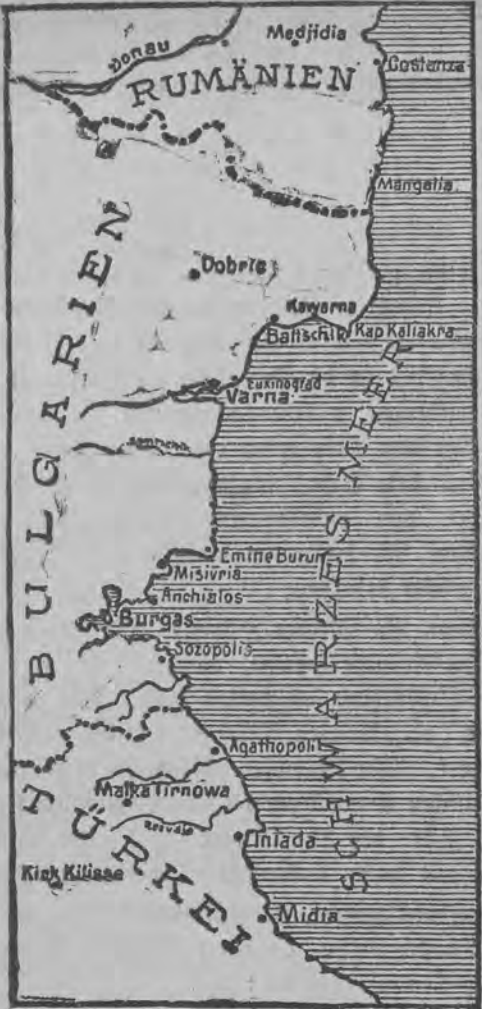 Medjidia
Donau
RUMÄNIEN
Costanza
Mangalia
Dobric
Kawarna
Baltschik
Kap Kaliakra
Euxinograd
Varna
BULGARIEN
SCHWARZES MEER
Emine Burun
Misivria
Anchialos
Burgas
Sozopolis
Agathopoli
Malka Tirnowa
Iniada
TÜRKEI
Kirk Kilisse
Midia